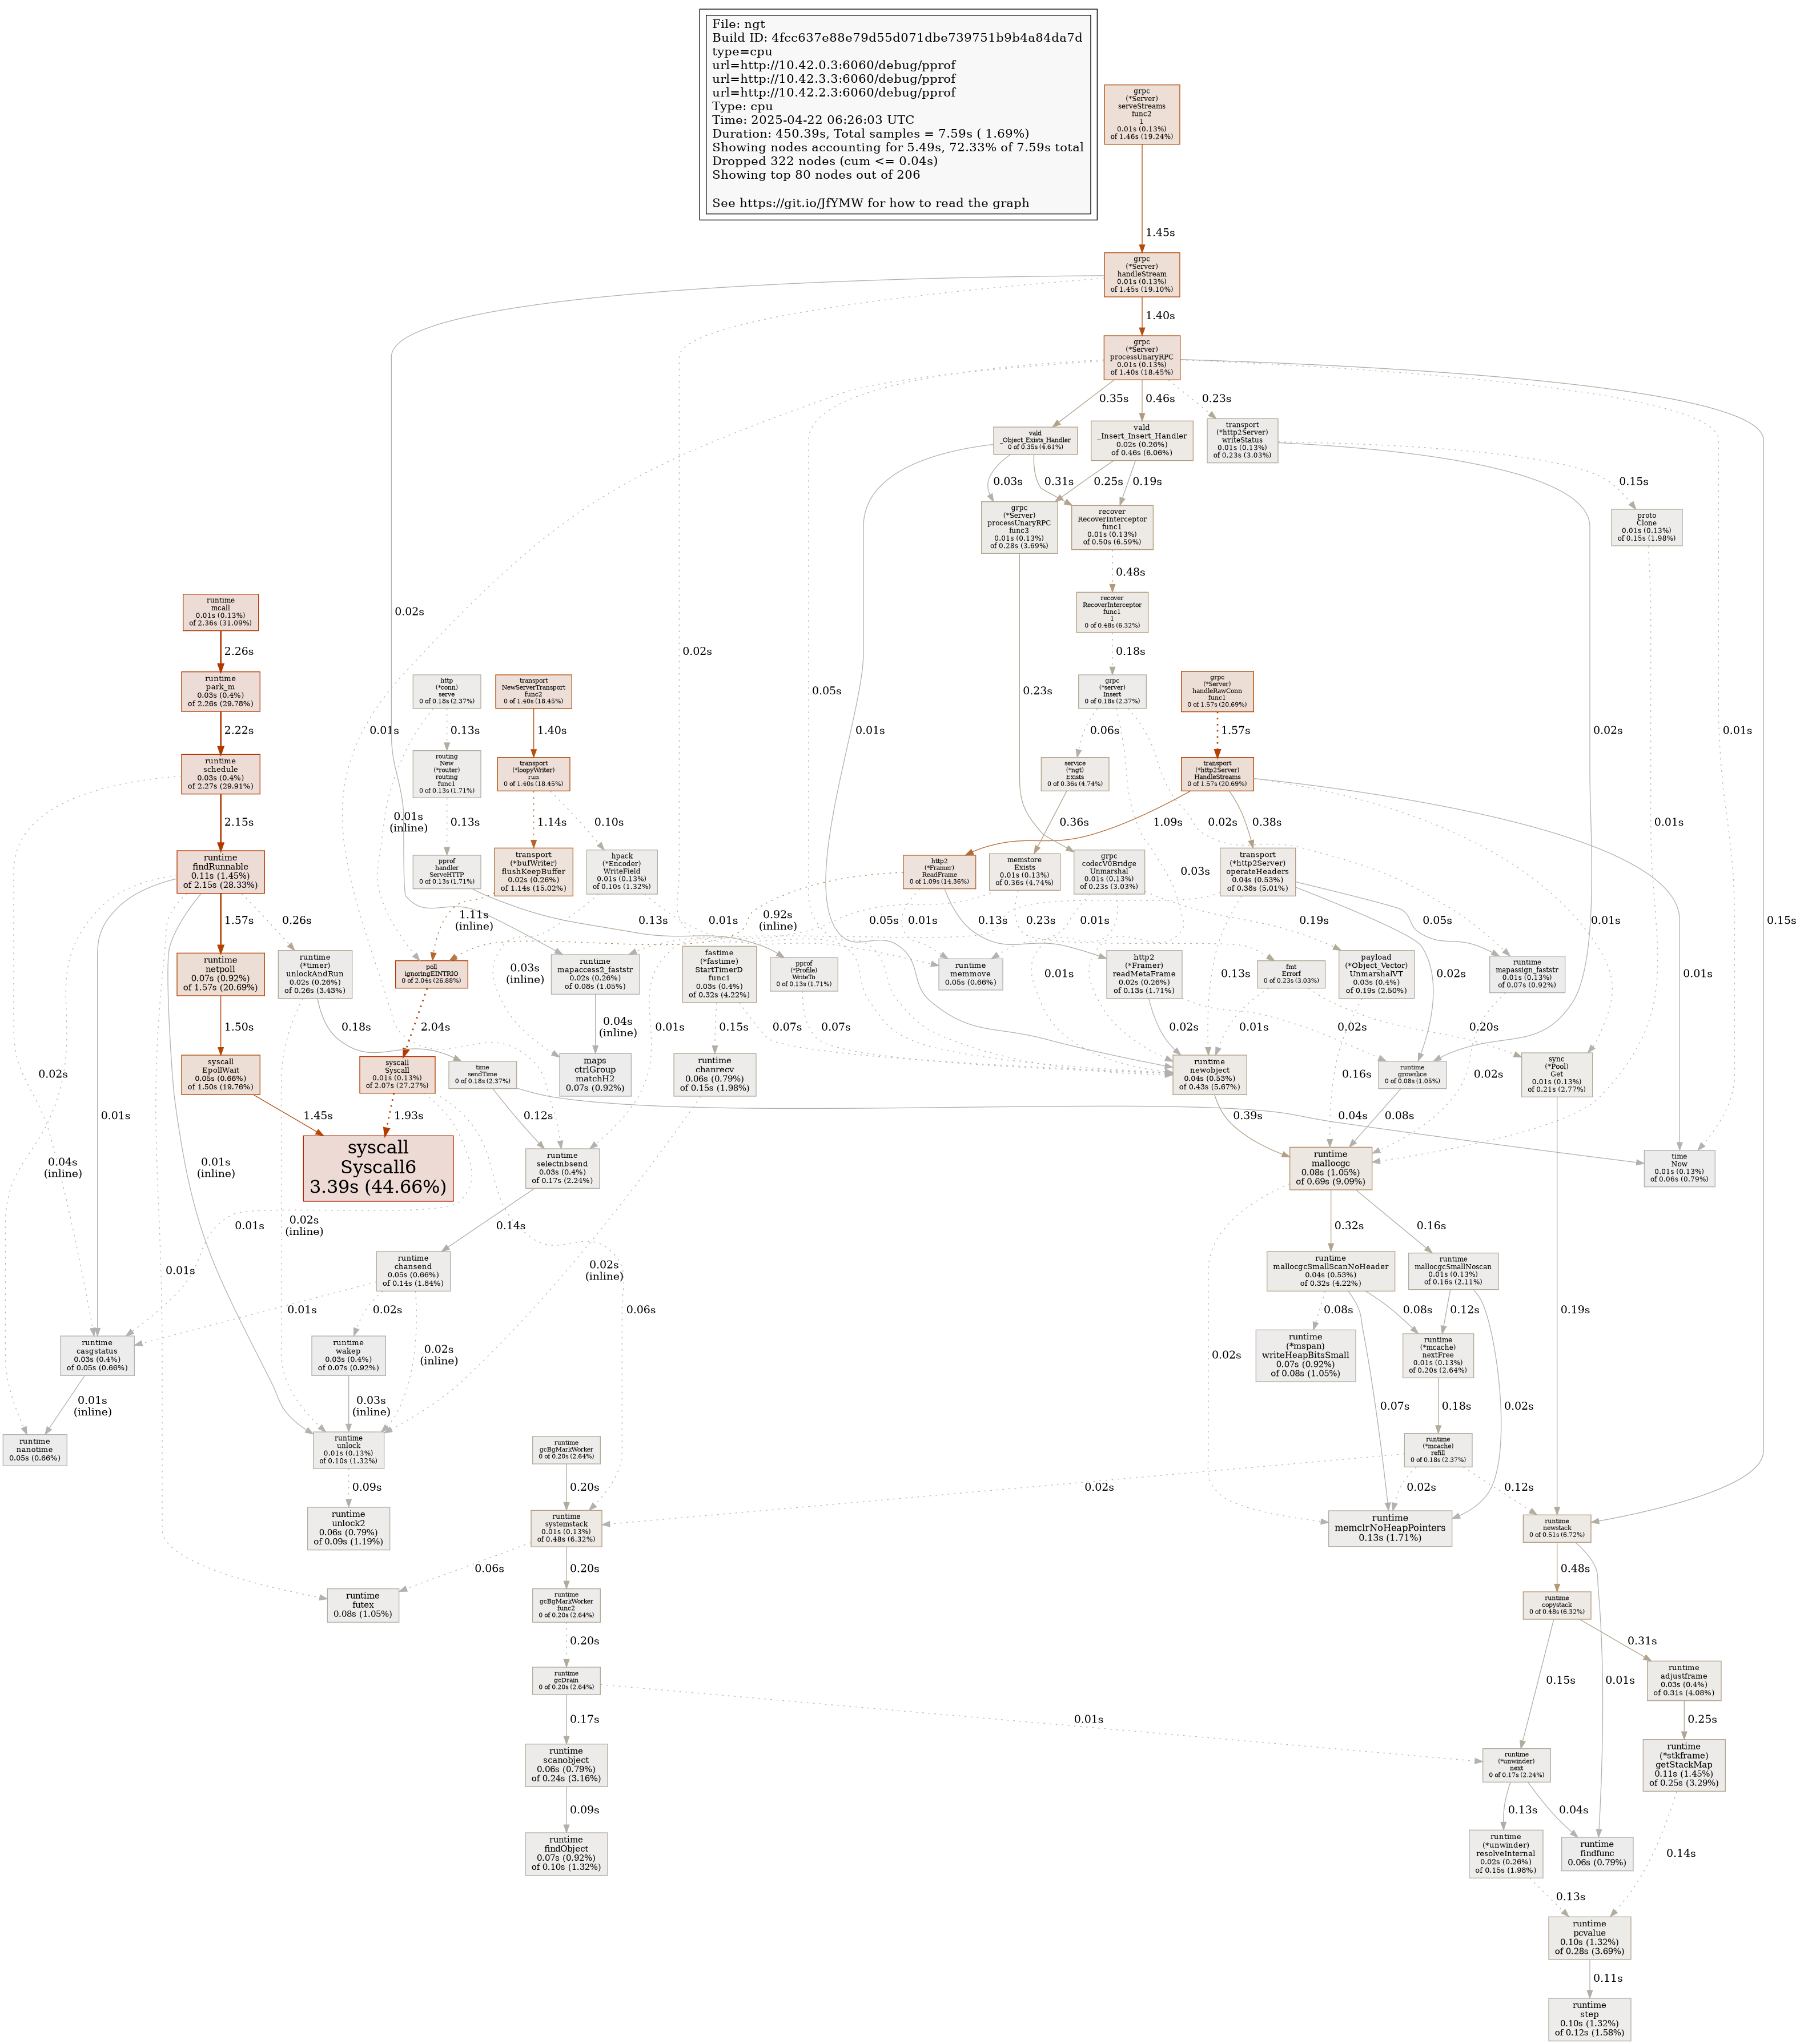 File: ngt
Build ID: 4fcc637e88e79d55d071dbe739751b9b4a84da7d
type=cpu
url=http://10.42.0.3:6060/debug/pprof
url=http://10.42.3.3:6060/debug/pprof
url=http://10.42.2.3:6060/debug/pprof
Type: cpu
Time: 2025-04-22 06:26:03 UTC
Duration: 450.39s, Total samples = 7.59s ( 1.69%)
Showing nodes accounting for 5.49s, 72.33% of 7.59s total
Dropped 322 nodes (cum <= 0.04s)
Showing top 80 nodes out of 206
See https://git.io/JfYMW for how to read the graph
grpc
(*Server)
serveStreams
func2
1
0.01s (0.13%)
of 1.46s (19.24%)
1.45s
grpc
(*Server)
handleStream
0.01s (0.13%)
of 1.45s (19.10%)
1.40s
grpc
(*Server)
processUnaryRPC
0.01s (0.13%)
of 1.40s (18.45%)
0.35s
0.46s
0.23s
vald
_Object_Exists_Handler
0 of 0.35s (4.61%)
vald
_Insert_Insert_Handler
0.02s (0.26%)
of 0.46s (6.06%)
transport
(*http2Server)
writeStatus
0.01s (0.13%)
of 0.23s (3.03%)
0.03s
0.31s
0.25s
0.19s
0.15s
grpc
(*Server)
processUnaryRPC
func3
0.01s (0.13%)
of 0.28s (3.69%)
recover
RecoverInterceptor
func1
0.01s (0.13%)
of 0.50s (6.59%)
proto
Clone
0.01s (0.13%)
of 0.15s (1.98%)
0.48s
runtime
mcall
0.01s (0.13%)
of 2.36s (31.09%)
0.02s
recover
RecoverInterceptor
func1
1
0 of 0.48s (6.32%)
2.26s
0.02s
0.18s
runtime
park_m
0.03s (0.4%)
of 2.26s (29.78%)
http
(*conn)
serve
0 of 0.18s (2.37%)
transport
NewServerTransport
func2
0 of 1.40s (18.45%)
0.05s
0.23s
grpc
(*server)
Insert
0 of 0.18s (2.37%)
grpc
(*Server)
handleRawConn
func1
0 of 1.57s (20.69%)
2.22s
0.01s
0.13s
1.40s
0.01s
0.06s
1.57s
0.02s
0.01s
0.15s
runtime
schedule
0.03s (0.4%)
of 2.27s (29.91%)
routing
New
(*router)
routing
func1
0 of 0.13s (1.71%)
transport
(*loopyWriter)
run
0 of 1.40s (18.45%)
service
(*ngt)
Exists
0 of 0.36s (4.74%)
transport
(*http2Server)
HandleStreams
0 of 1.57s (20.69%)
2.15s
0.01s
(inline)
0.13s
1.14s
0.10s
0.36s
0.02s
1.09s
0.38s
0.01s
runtime
findRunnable
0.11s (1.45%)
of 2.15s (28.33%)
pprof
handler
ServeHTTP
0 of 0.13s (1.71%)
transport
(*bufWriter)
flushKeepBuffer
0.02s (0.26%)
of 1.14s (15.02%)
hpack
(*Encoder)
WriteField
0.01s (0.13%)
of 0.10s (1.32%)
http2
(*Framer)
ReadFrame
0 of 1.09s (14.36%)
memstore
Exists
0.01s (0.13%)
of 0.36s (4.74%)
grpc
codecV0Bridge
Unmarshal
0.01s (0.13%)
of 0.23s (3.03%)
transport
(*http2Server)
operateHeaders
0.04s (0.53%)
of 0.38s (5.01%)
0.03s
1.57s
0.26s
1.11s
(inline)
0.13s
0.01s
0.92s
(inline)
0.05s
0.01s
0.13s
0.23s
0.01s
0.19s
0.05s
0.01s
runtime
netpoll
0.07s (0.92%)
of 1.57s (20.69%)
runtime
(*timer)
unlockAndRun
0.02s (0.26%)
of 0.26s (3.43%)
poll
ignoringEINTRIO
0 of 2.04s (26.88%)
0.03s
(inline)
runtime
mapaccess2_faststr
0.02s (0.26%)
of 0.08s (1.05%)
fastime
(*fastime)
StartTimerD
func1
0.03s (0.4%)
of 0.32s (4.22%)
pprof
(*Profile)
WriteTo
0 of 0.13s (1.71%)
runtime
memmove
0.05s (0.66%)
0.01s
http2
(*Framer)
readMetaFrame
0.02s (0.26%)
of 0.13s (1.71%)
0.13s
fmt
Errorf
0 of 0.23s (3.03%)
payload
(*Object_Vector)
UnmarshalVT
0.03s (0.4%)
of 0.19s (2.50%)
0.02s
runtime
mapassign_faststr
0.01s (0.13%)
of 0.07s (0.92%)
0.01s
1.50s
0.18s
2.04s
0.04s
(inline)
0.01s
0.15s
0.07s
0.07s
0.02s
0.01s
0.02s
0.20s
0.02s
syscall
EpollWait
0.05s (0.66%)
of 1.50s (19.76%)
syscall
Syscall
0.01s (0.13%)
of 2.07s (27.27%)
time
sendTime
0 of 0.18s (2.37%)
maps
ctrlGroup
matchH2
0.07s (0.92%)
runtime
chanrecv
0.06s (0.79%)
of 0.15s (1.98%)
runtime
newobject
0.04s (0.53%)
of 0.43s (5.67%)
0.16s
runtime
growslice
0 of 0.08s (1.05%)
sync
(*Pool)
Get
0.01s (0.13%)
of 0.21s (2.77%)
0.02s
0.01s
1.45s
1.93s
0.12s
0.39s
0.04s
0.08s
0.04s
(inline)
0.01s
(inline)
syscall
Syscall6
3.39s (44.66%)
runtime
selectnbsend
0.03s (0.4%)
of 0.17s (2.24%)
runtime
mallocgc
0.08s (1.05%)
of 0.69s (9.09%)
time
Now
0.01s (0.13%)
of 0.06s (0.79%)
0.01s
0.02s
(inline)
0.14s
0.32s
0.16s
0.01s
runtime
chansend
0.05s (0.66%)
of 0.14s (1.84%)
0.02s
(inline)
runtime
mallocgcSmallScanNoHeader
0.04s (0.53%)
of 0.32s (4.22%)
runtime
mallocgcSmallNoscan
0.01s (0.13%)
of 0.16s (2.11%)
0.01s
0.02s
0.06s
0.08s
0.08s
0.12s
0.19s
runtime
casgstatus
0.03s (0.4%)
of 0.05s (0.66%)
runtime
wakep
0.03s (0.4%)
of 0.07s (0.92%)
0.02s
(inline)
0.02s
runtime
(*mspan)
writeHeapBitsSmall
0.07s (0.92%)
of 0.08s (1.05%)
runtime
(*mcache)
nextFree
0.01s (0.13%)
of 0.20s (2.64%)
0.01s
(inline)
0.03s
(inline)
0.07s
0.18s
0.02s
runtime
nanotime
0.05s (0.66%)
runtime
unlock
0.01s (0.13%)
of 0.10s (1.32%)
runtime
gcBgMarkWorker
0 of 0.20s (2.64%)
runtime
(*mcache)
refill
0 of 0.18s (2.37%)
0.09s
0.20s
0.02s
0.02s
0.12s
runtime
unlock2
0.06s (0.79%)
of 0.09s (1.19%)
runtime
systemstack
0.01s (0.13%)
of 0.48s (6.32%)
runtime
memclrNoHeapPointers
0.13s (1.71%)
runtime
newstack
0 of 0.51s (6.72%)
0.06s
0.20s
0.48s
runtime
futex
0.08s (1.05%)
runtime
gcBgMarkWorker
func2
0 of 0.20s (2.64%)
runtime
copystack
0 of 0.48s (6.32%)
0.20s
0.31s
runtime
gcDrain
0 of 0.20s (2.64%)
0.15s
0.01s
runtime
adjustframe
0.03s (0.4%)
of 0.31s (4.08%)
0.17s
0.01s
0.25s
runtime
scanobject
0.06s (0.79%)
of 0.24s (3.16%)
runtime
(*unwinder)
next
0 of 0.17s (2.24%)
runtime
(*stkframe)
getStackMap
0.11s (1.45%)
of 0.25s (3.29%)
0.09s
0.13s
0.04s
runtime
findObject
0.07s (0.92%)
of 0.10s (1.32%)
runtime
(*unwinder)
resolveInternal
0.02s (0.26%)
of 0.15s (1.98%)
runtime
findfunc
0.06s (0.79%)
0.14s
0.13s
runtime
pcvalue
0.10s (1.32%)
of 0.28s (3.69%)
0.11s
runtime
step
0.10s (1.32%)
of 0.12s (1.58%)